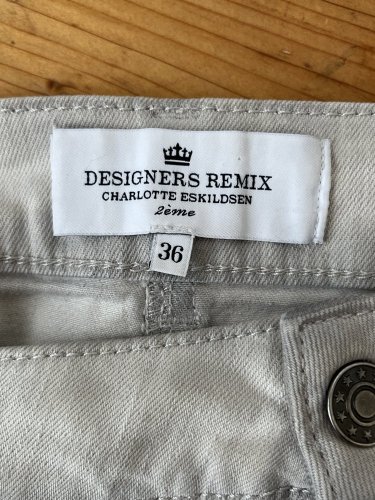 DESIGNERS REMIX
CHARLOTTE ESKILDSEN
2ème
36